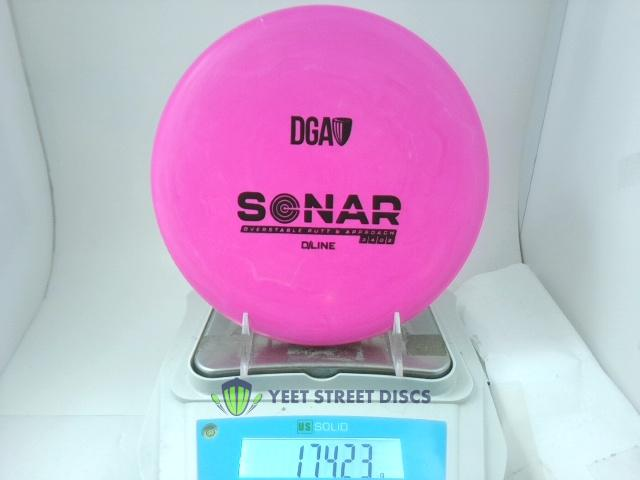 DGA
SONAR
OVERSTABLE PUTT & APPROACH
D/LINE
YEET STREET DISCS
US SOLID
174.23 g